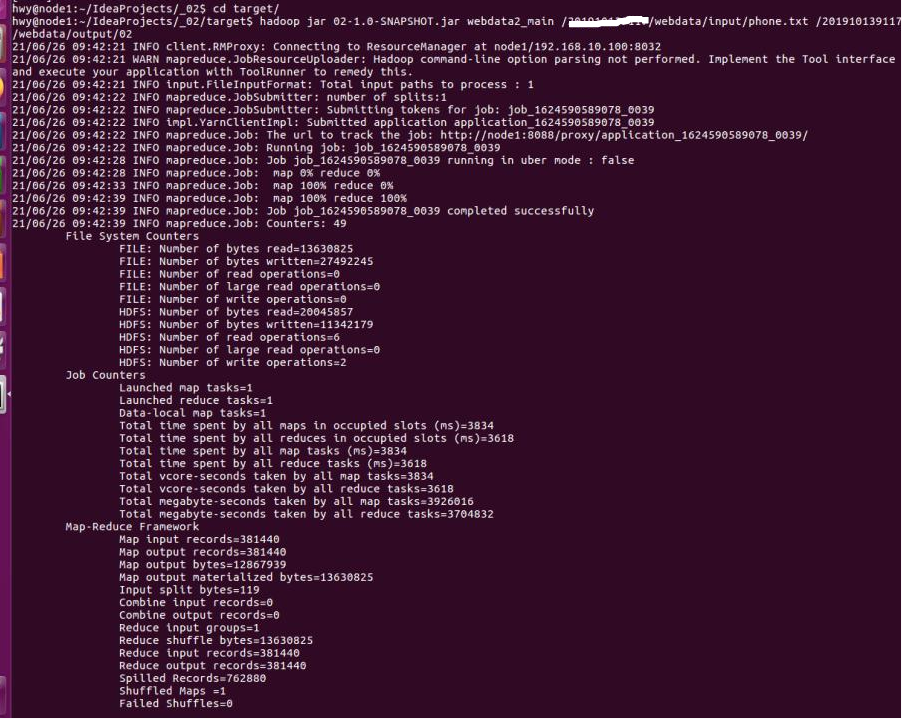 hwy@node1:~/IdeaProjects/_02$ cd target/
hwy@node1:~/IdeaProjects/_02/target$ hadoop jar 02-1.0-SNAPSHOT.jar webdata2_main /webdata/input/phone.txt /201910139117
/webdata/output/02
21/06/26 09:42:21 INFO client.RMProxy: Connecting to ResourceManager at node1/192.168.10.100:8032
21/06/26 09:42:21 WARN mapreduce.JobResourceUploader: Hadoop command-line option parsing not performed. Implement the Tool interface
and execute your application with ToolRunner to remedy this.
21/06/26 09:42:21 INFO input.FileInputFormat: Total input paths to process : 1
21/06/26 09:42:22 INFO mapreduce.JobSubmitter: number of splits:1
21/06/26 09:42:22 INFO mapreduce.JobSubmitter: Submitting tokens for job: job_1624590589078_0039
21/06/26 09:42:22 INFO impl.YarnClientImpl: Submitted application application_1624590589078_0039
21/06/26 09:42:22 INFO mapreduce.Job: The url to track the job: http://node1:8088/proxy/application_1624590589078_0039/
21/06/26 09:42:22 INFO mapreduce.Job: Running job: job_1624590589078_0039
21/06/26 09:42:28 INFO mapreduce.Job: Job job_1624590589078_0039 running in uber mode : false
21/06/26 09:42:28 INFO mapreduce.Job:  map 0% reduce 0%
21/06/26 09:42:33 INFO mapreduce.Job:  map 100% reduce 0%
21/06/26 09:42:39 INFO mapreduce.Job:  map 100% reduce 100%
21/06/26 09:42:39 INFO mapreduce.Job: Job job_1624590589078_0039 completed successfully
21/06/26 09:42:39 INFO mapreduce.Job: Counters: 49
File System Counters
FILE: Number of bytes read=13630825
FILE: Number of bytes written=27492245
FILE: Number of read operations=0
FILE: Number of large read operations=0
FILE: Number of write operations=0
HDFS: Number of bytes read=20045857
HDFS: Number of bytes written=11342179
HDFS: Number of read operations=6
HDFS: Number of large read operations=0
HDFS: Number of write operations=2
Job Counters
Launched map tasks=1
Launched reduce tasks=1
Data-local map tasks=1
Total time spent by all maps in occupied slots (ms)=3834
Total time spent by all reduces in occupied slots (ms)=3618
Total time spent by all map tasks (ms)=3834
Total time spent by all reduce tasks (ms)=3618
Total vcore-seconds taken by all map tasks=3834
Total vcore-seconds taken by all reduce tasks=3618
Total megabyte-seconds taken by all map tasks=3926016
Total megabyte-seconds taken by all reduce tasks=3704832
Map-Reduce Framework
Map input records=381440
Map output records=381440
Map output bytes=12867939
Map output materialized bytes=13630825
Input split bytes=119
Combine input records=0
Combine output records=0
Reduce input groups=1
Reduce shuffle bytes=13630825
Reduce input records=381440
Reduce output records=381440
Spilled Records=762880
Shuffled Maps =1
Failed Shuffles=0